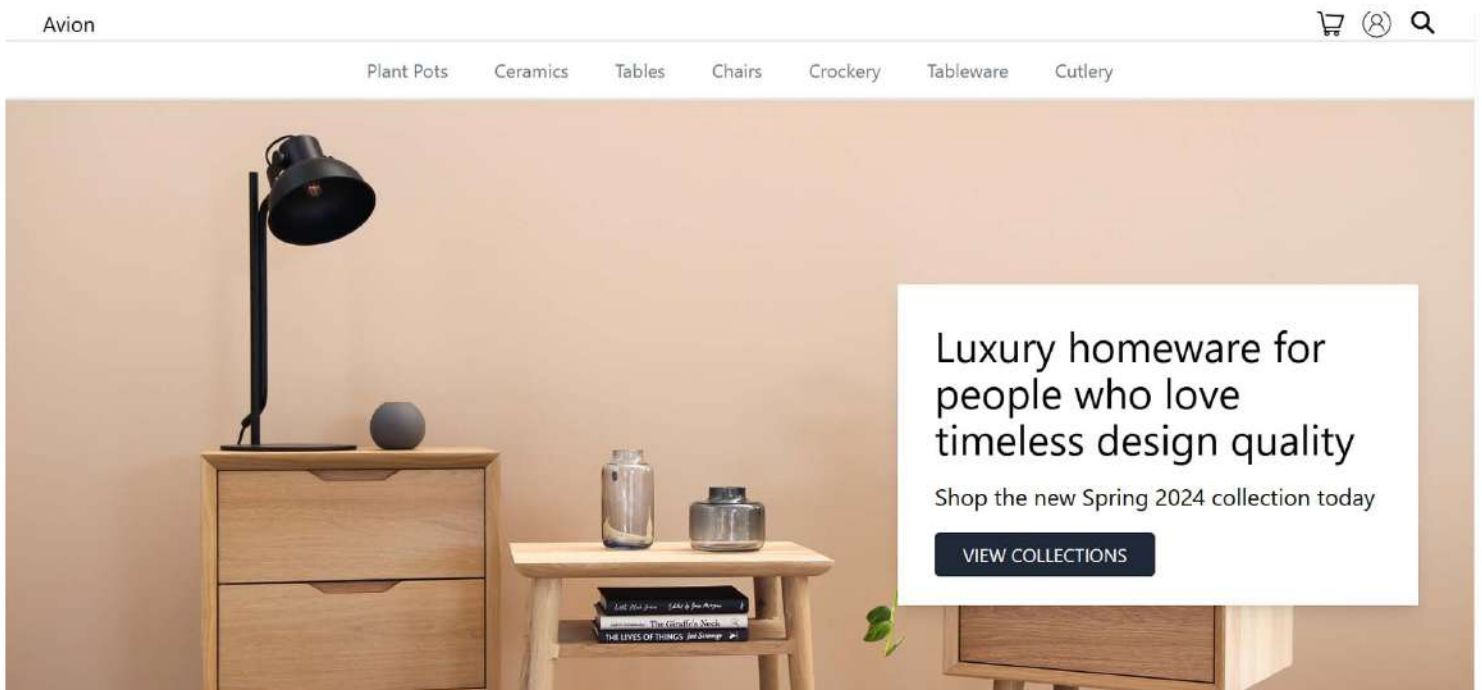 Avion
Plant Pots Ceramics Tables Chairs Crockery Tableware Cutlery
Luxury homeware for
people who love
timeless design quality
Shop the new Spring 2024 collection today
VIEW COLLECTIONS
The Giraffe's Neck
THE LIVES OF THINGS